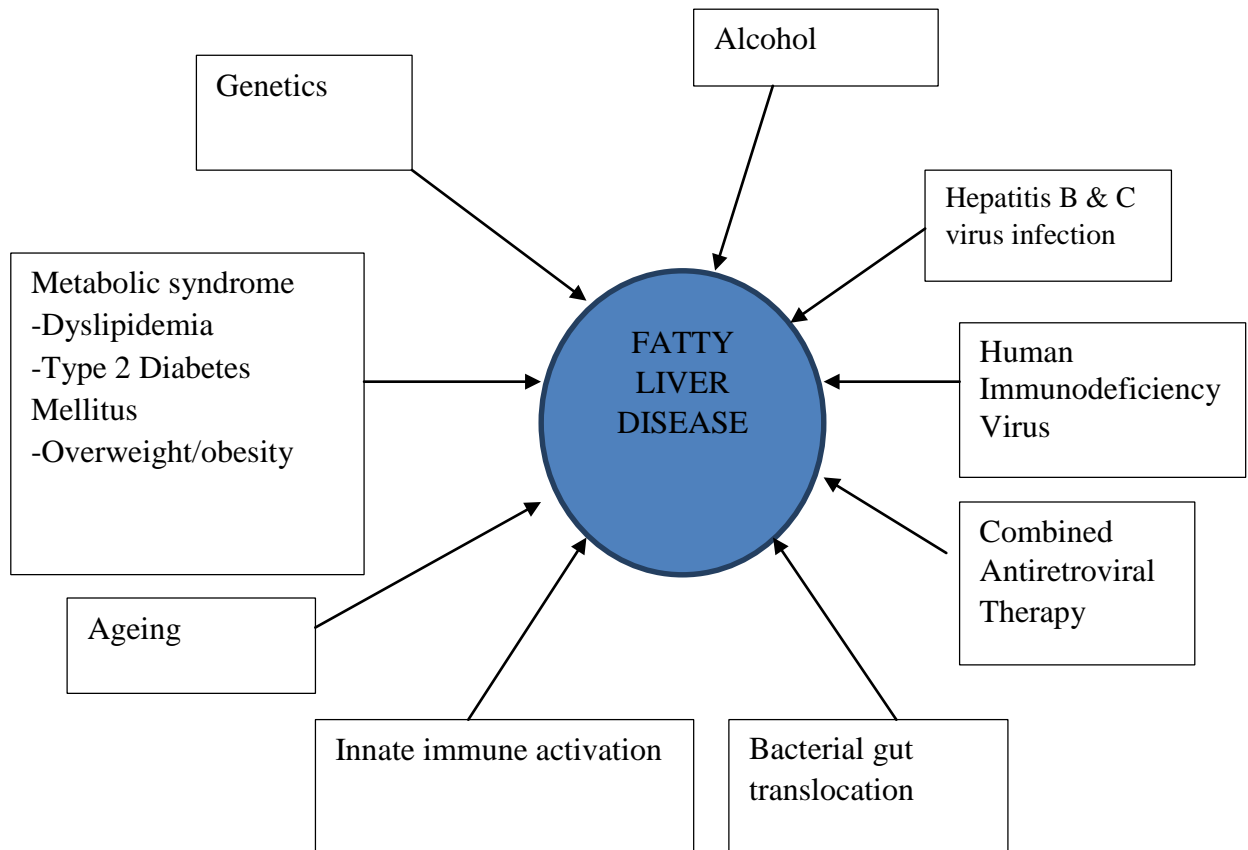 Alcohol
Genetics
Hepatitis B & C
virus infection
Metabolic syndrome
-Dyslipidemia
-Type 2 Diabetes
Mellitus
-Overweight/obesity
FATTY
LIVER
DISEASE
Human
Immunodeficiency
Virus
Combined
Antiretroviral
Therapy
Ageing
Innate immune activation
Bacterial gut
translocation